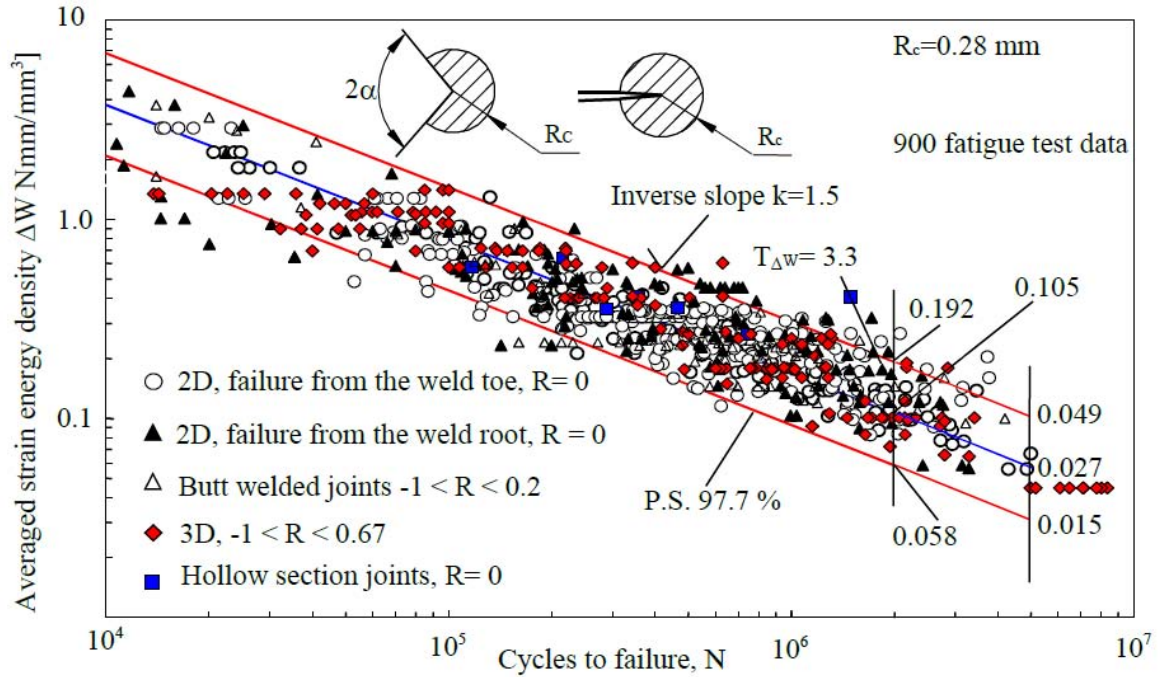 Averaged strain energy density ΔW Nmm/mm³]
10
1.0
0.1
2α
Rc
Rc
Rc=0.28 mm
900 fatigue test data
Inverse slope k=1.5
TΔW= 3.3
0.192
0.105
0.049
0.027
0.015
0.058
P.S. 97.7 %
2D, failure from the weld toe, R= 0
2D, failure from the weld root, R = 0
Butt welded joints -1 < R < 0.2
3D, -1 < R < 0.67
Hollow section joints, R= 0
10⁴
10⁵
10⁶
10⁷
Cycles to failure, N